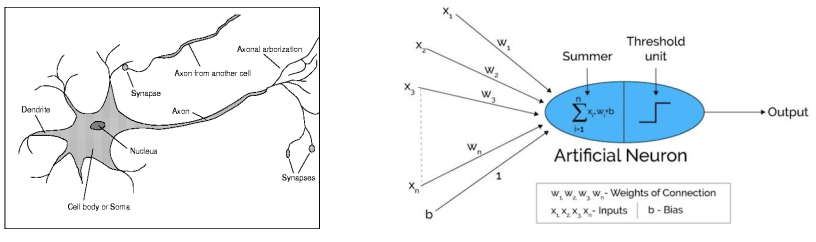 Axonal arborization
Axon from another cell
Synapse
Dendrite
Axon
Nucleus
Synapses
Cell body or Soma
x1
x2
x3
xn
b
w1
w2
w3
wn
1
Summer
Threshold
unit
n
∑ xi.wi+b
i=1
Output
Artificial Neuron
w1, w2, w3, wn- Weights of Connection
x1, x2, x3, xn- Inputs | b - Bias